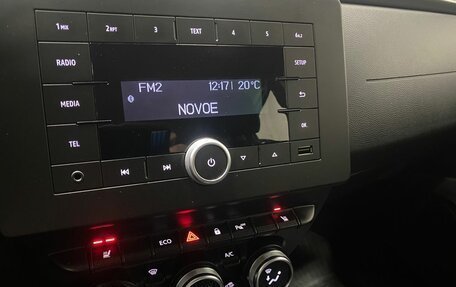 1 MIX 2 RPT 3 TEXT 4 5 6
RADIO SETUP
FM2 12:17 20°C
MEDIA
NOVOE
TEL OK
ECO
A/C